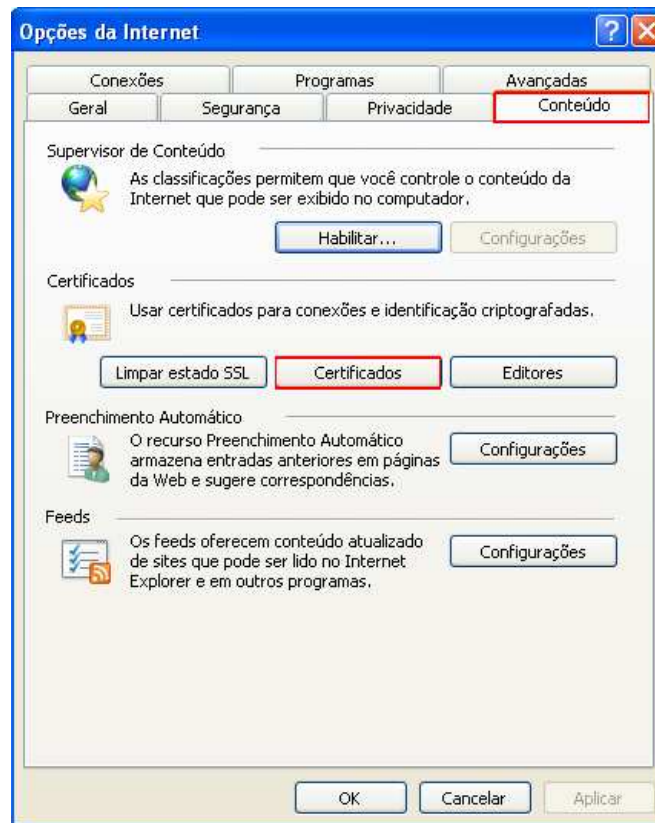 Opções da Internet
Conexões Programas Avançadas
Geral Segurança Privacidade Conteúdo
Supervisor de Conteúdo
As classificações permitem que você controle o conteúdo da
Internet que pode ser exibido no computador.
Habilitar... Configurações
Certificados
Usar certificados para conexões e identificação criptografadas.
Limpar estado SSL Certificados Editores
Preenchimento Automático
O recurso Preenchimento Automático
armazena entradas anteriores em páginas
da Web e sugere correspondências.
Configurações
Feeds
Os feeds oferecem conteúdo atualizado
de sites que pode ser lido no Internet
Explorer e em outros programas.
Configurações
OK Cancelar Aplicar